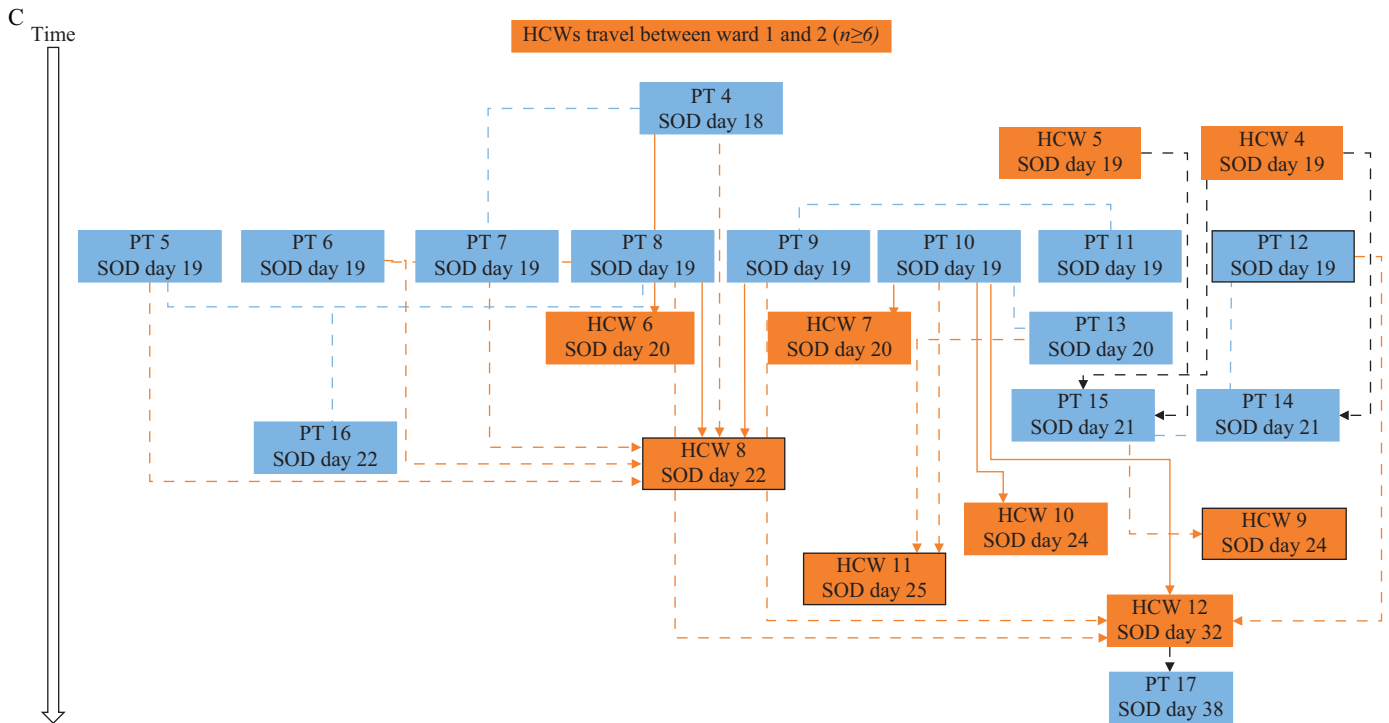 C
Time
HCWs travel between ward 1 and 2 (n≥6)
PT 4
SOD day 18
HCW 5
SOD day 19
HCW 4
SOD day 19
PT 5
SOD day 19
PT 6
SOD day 19
PT 7
SOD day 19
PT 8
SOD day 19
PT 9
SOD day 19
PT 10
SOD day 19
PT 11
SOD day 19
PT 12
SOD day 19
HCW 6
SOD day 20
HCW 7
SOD day 20
PT 13
SOD day 20
PT 15
SOD day 21
PT 14
SOD day 21
PT 16
SOD day 22
HCW 8
SOD day 22
HCW 10
SOD day 24
HCW 9
SOD day 24
HCW 11
SOD day 25
HCW 12
SOD day 32
PT 17
SOD day 38